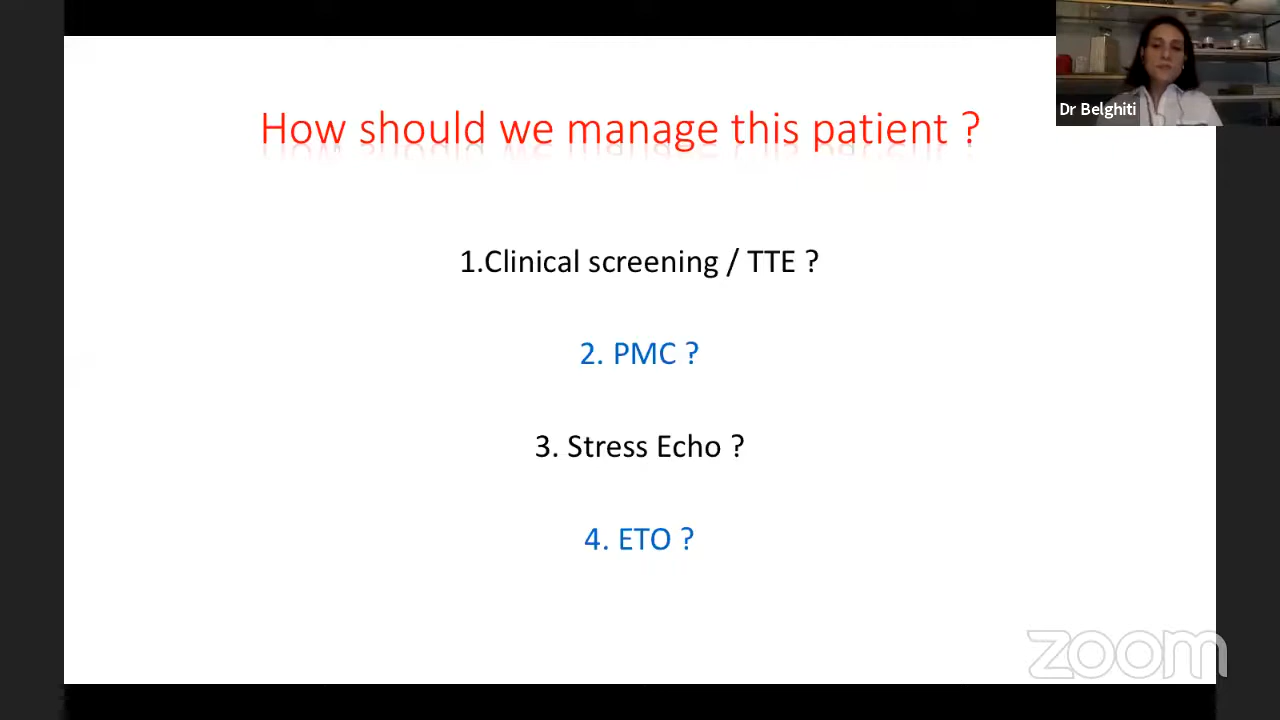 How should we manage this patient ?
Dr Belghiti
1.Clinical screening / TTE ?
2. PMC ?
3. Stress Echo ?
4. ETO ?
zoom